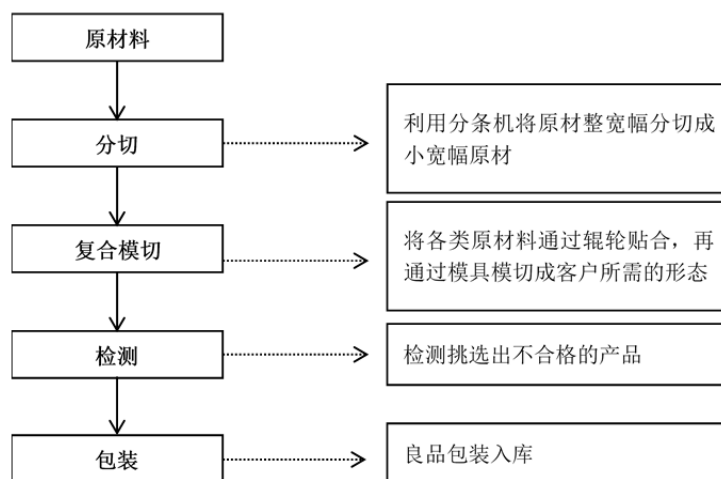 原材料
分切
利用分条机将原材整宽幅分切成
小宽幅原材
复合模切
将各类原材料通过辊轮贴合，再
通过模具模切成客户所需的形态
检测
检测挑选出不合格的产品
包装
良品包装入库